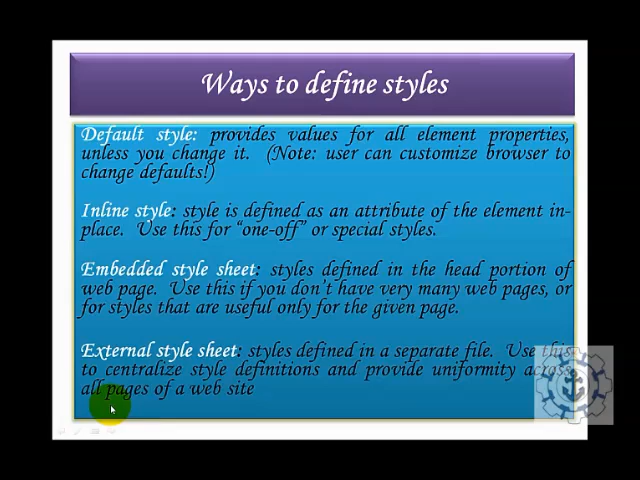 Ways to define styles
Default style: provides values for all element properties,
unless you change it. (Note: user can customize browser to
change defaults!)
Inline style: style is defined as an attribute of the element in-
place. Use this for “one-off” or special styles.
Embedded style sheet: styles defined in the head portion of
web page. Use this if you don’t have very many web pages, or
for styles that are useful only for the given page.
External style sheet: styles defined in a separate file. Use this
to centralize style definitions and provide uniformity across
all pages of a web site